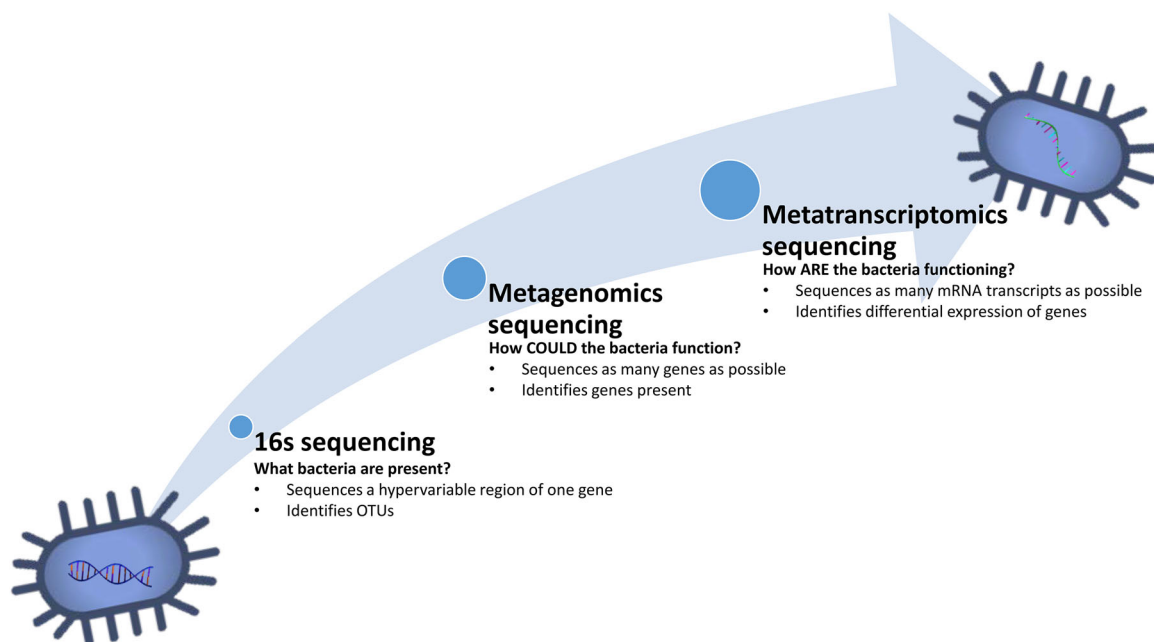 Metatranscriptomics
sequencing
How ARE the bacteria functioning?
• Sequences as many mRNA transcripts as possible
• Identifies differential expression of genes
Metagenomics
sequencing
How COULD the bacteria function?
• Sequences as many genes as possible
• Identifies genes present
16s sequencing
What bacteria are present?
• Sequences a hypervariable region of one gene
• Identifies OTUs